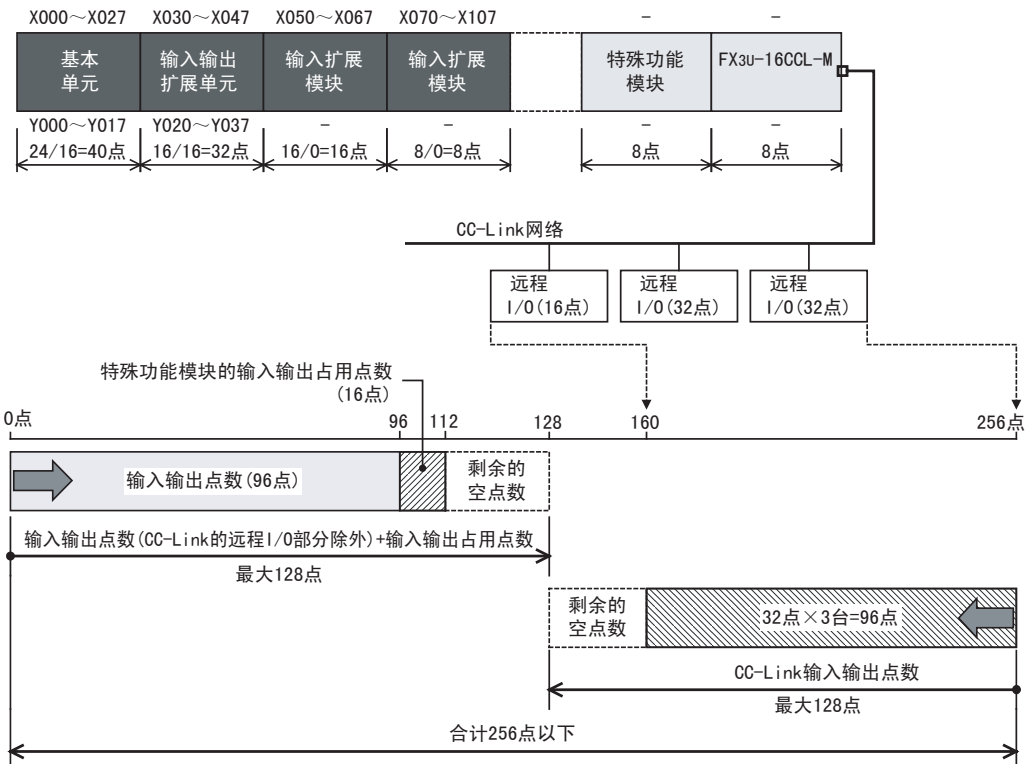 X000～X027 X030～X047 X050～X067 X070～X107 - -
基本
单元
输入输出
扩展单元
输入扩展
模块
输入扩展
模块
特殊功能
模块
FX3U-16CCL-M
Y000～Y017 Y020～Y037 - - - -
24/16=40点 16/16=32点 16/0=16点 8/0=8点 8点 8点
CC-Link网络
远程
I/O(16点)
远程
I/O(32点)
远程
I/O(32点)
特殊功能模块的输入输出占用点数
(16点)
0点 96 112 128 160 256点
输入输出点数(96点)
剩余的
空点数
输入输出点数(CC-Link的远程I/O部分除外)+输入输出占用点数
最大128点
剩余的
空点数
32点×3台=96点
CC-Link输入输出点数
最大128点
合计256点以下